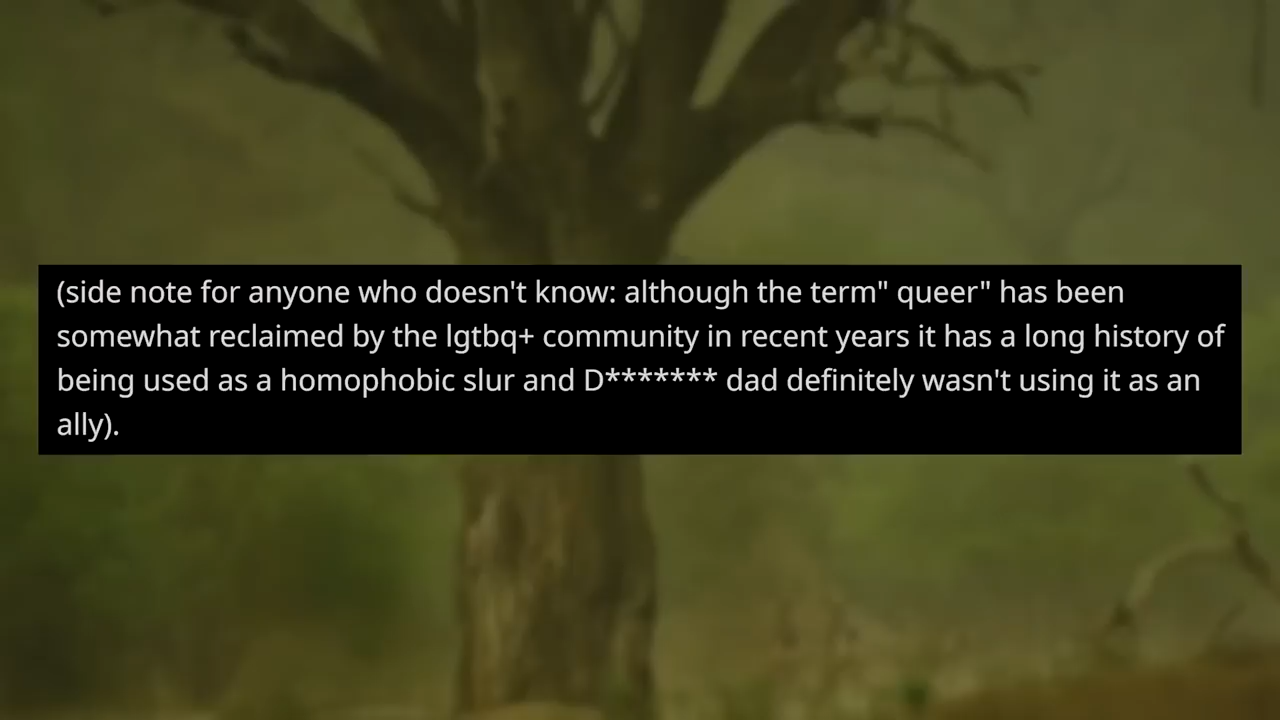 (side note for anyone who doesn't know: although the term" queer" has been
somewhat reclaimed by the lgtbq+ community in recent years it has a long history of
being used as a homophobic slur and D******* dad definitely wasn't using it as an
ally).